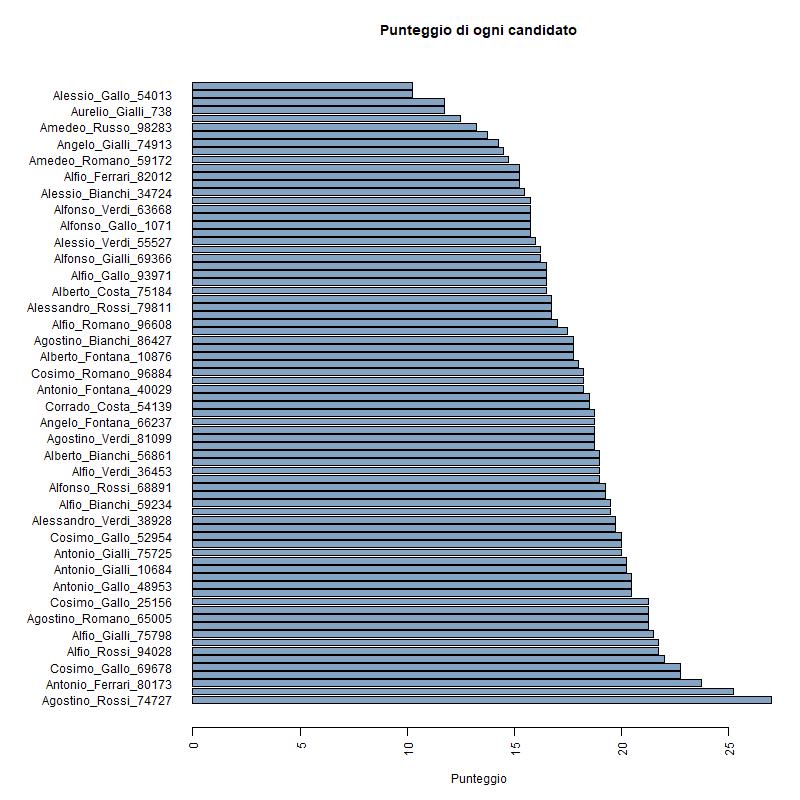 Punteggio di ogni candidato
Alessio_Gallo_54013
Aurelio_Gialli_738
Amedeo_Russo_98283
Angelo_Gialli_74913
Amedeo_Romano_59172
Alfio_Ferrari_82012
Alessio_Bianchi_34724
Alfonso_Verdi_63668
Alfonso_Gallo_1071
Alessio_Verdi_55527
Alfonso_Gialli_69366
Alfio_Gallo_93971
Alberto_Costa_75184
Alessandro_Rossi_79811
Alfio_Romano_96608
Agostino_Bianchi_86427
Alberto_Fontana_10876
Cosimo_Romano_96884
Antonio_Fontana_40029
Corrado_Costa_54139
Angelo_Fontana_66237
Agostino_Verdi_81099
Alberto_Bianchi_56861
Alfio_Verdi_36453
Alfonso_Rossi_68891
Alfio_Bianchi_59234
Alessandro_Verdi_38928
Cosimo_Gallo_52954
Antonio_Gialli_75725
Antonio_Gialli_10684
Antonio_Gallo_48953
Cosimo_Gallo_25156
Agostino_Romano_65005
Alfio_Gialli_75798
Alfio_Rossi_94028
Cosimo_Gallo_69678
Antonio_Ferrari_80173
Agostino_Rossi_74727
0 5 10 15 20 25
Punteggio